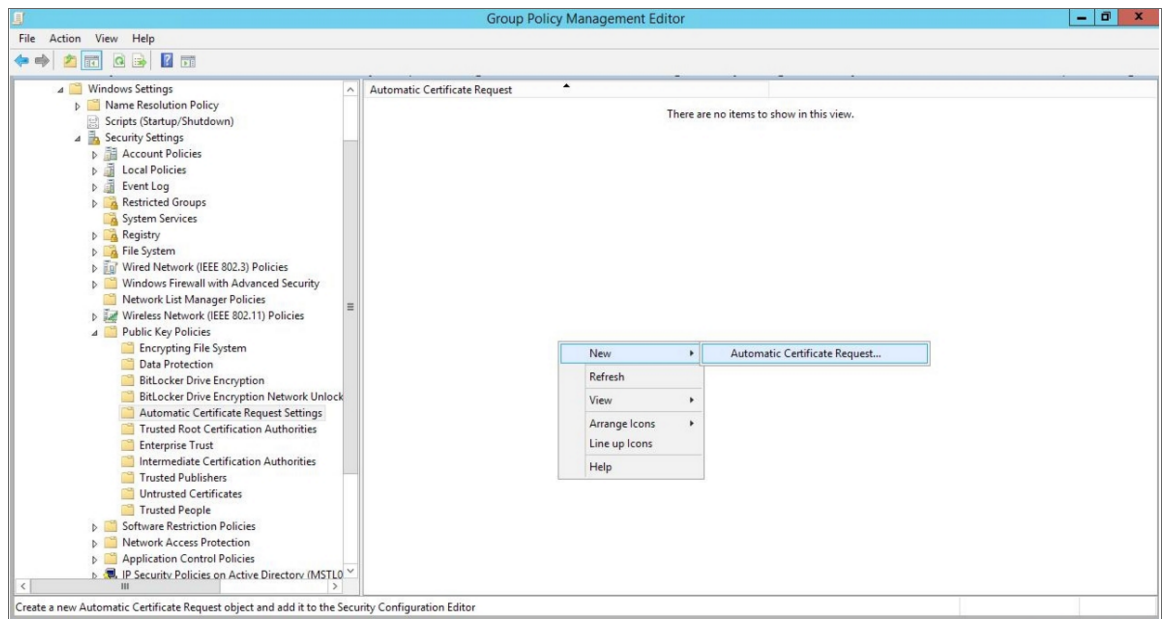 Group Policy Management Editor
File Action View Help
Windows Settings
Name Resolution Policy
Scripts (Startup/Shutdown)
Security Settings
Account Policies
Local Policies
Event Log
Restricted Groups
System Services
Registry
File System
Wired Network (IEEE 802.3) Policies
Windows Firewall with Advanced Security
Network List Manager Policies
Wireless Network (IEEE 802.11) Policies
Public Key Policies
Encrypting File System
Data Protection
BitLocker Drive Encryption
BitLocker Drive Encryption Network Unlock
Automatic Certificate Request Settings
Trusted Root Certification Authorities
Enterprise Trust
Intermediate Certification Authorities
Trusted Publishers
Untrusted Certificates
Trusted People
Software Restriction Policies
Network Access Protection
Application Control Policies
IP Security Policies on Active Directory (MSTL0
Automatic Certificate Request
There are no items to show in this view.
New
Automatic Certificate Request...
Refresh
View
Arrange Icons
Line up Icons
Help
Create a new Automatic Certificate Request object and add it to the Security Configuration Editor